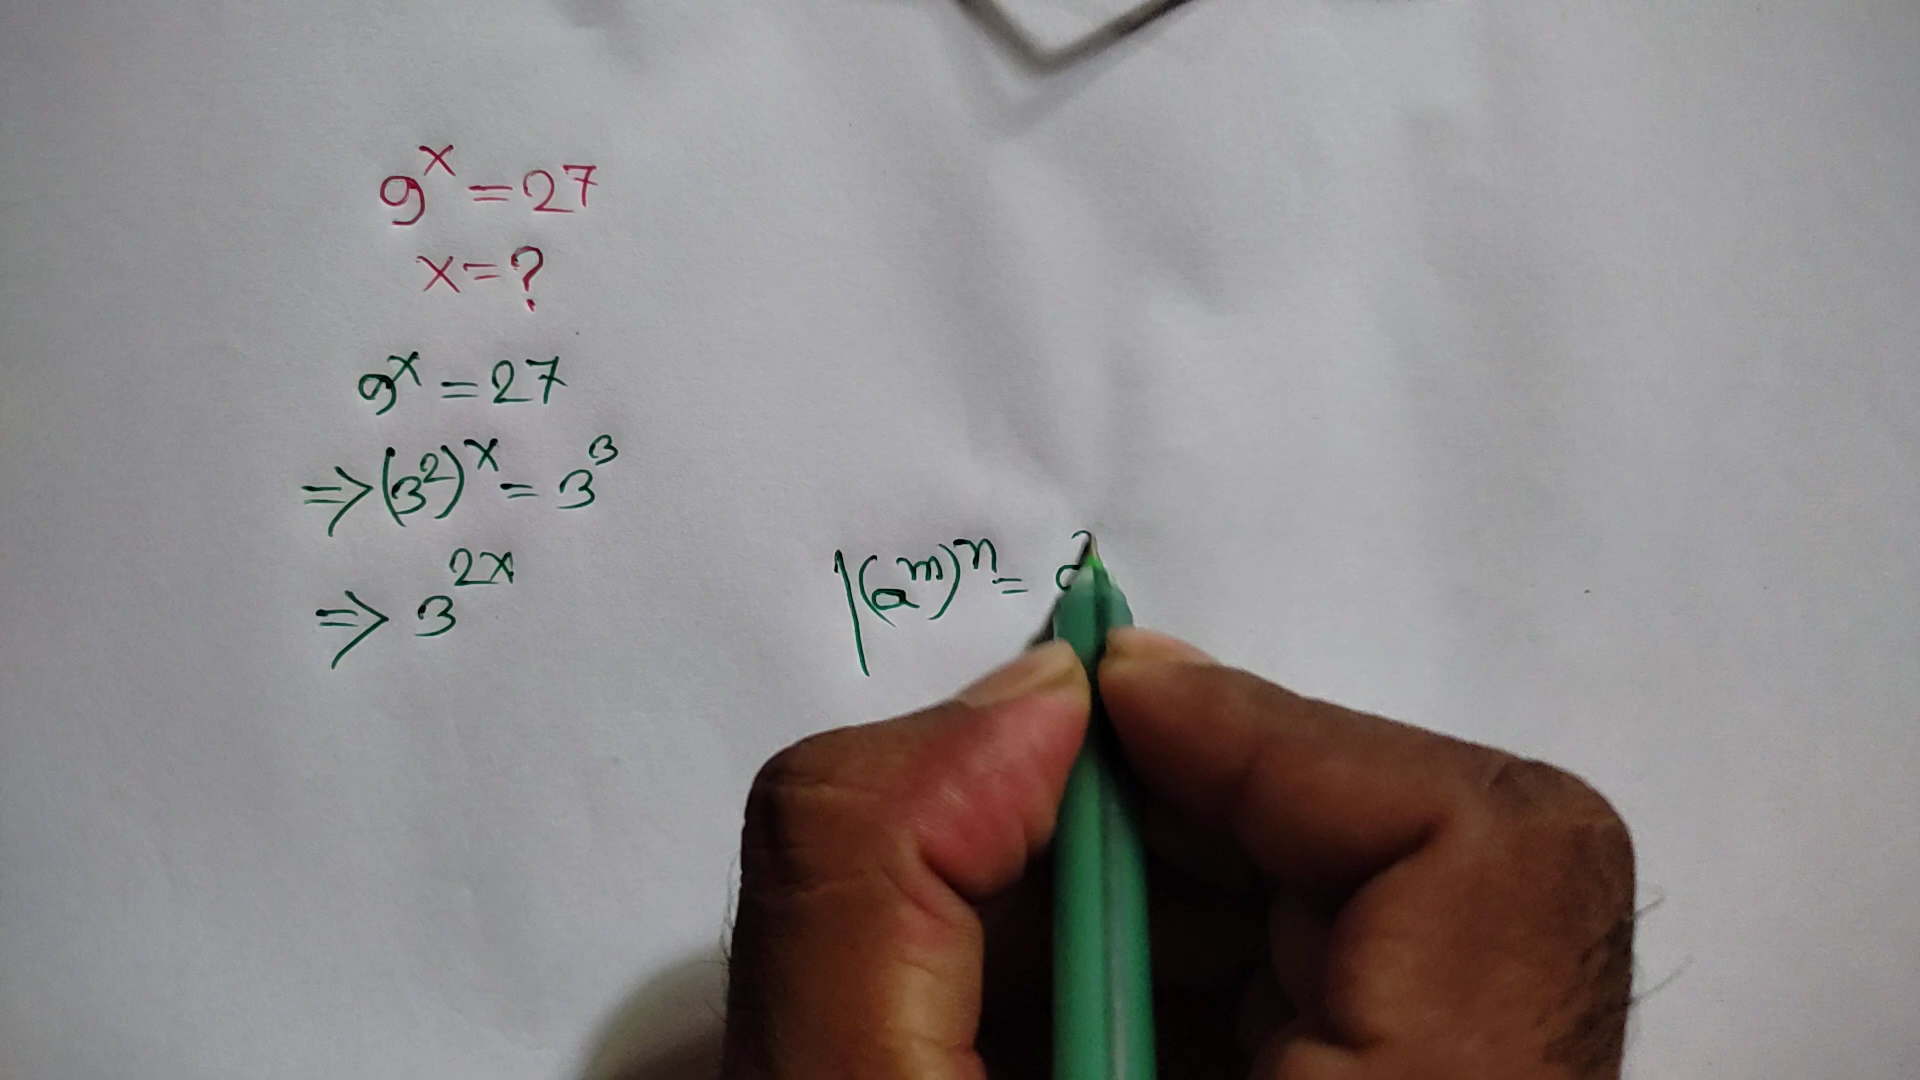 9^x = 27
x = ?
9^x = 27
⇒ (3^2)^x = 3^3
⇒ 3^2x
|(a^m)^n =